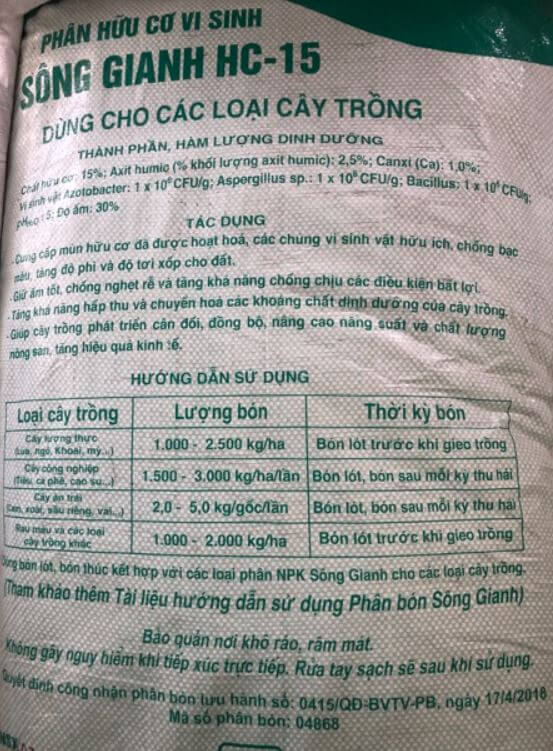 PHÂN HỮU CƠ VI SINH
SÔNG GIANH HC-15
DÙNG CHO CÁC LOẠI CÂY TRỒNG
THÀNH PHẦN, HÀM LƯỢNG DINH DƯỠNG
Chất hữu cơ: 15%; Axit humic (% khối lượng axit humic): 2,5%; Canxi (Ca): 1,0%;
Vi sinh vật Azotobacter: 1 x 10⁶ CFU/g; Aspergillus sp.: 1 x 10⁶ CFU/g; Bacillus: 1 x 10⁶ CFU/g;
: 5; Độ ẩm: 30%
TÁC DỤNG
- Cung cấp mùn hữu cơ đã được hoạt hoá, các chủng vi sinh vật hữu ích, chống bạc
màu, tăng độ phì và độ tơi xốp cho đất.
- Giữ ẩm tốt, chống nghẹt rễ và tăng khả năng chống chịu các điều kiện bất lợi.
- Tăng khả năng hấp thu và chuyển hoá các khoáng chất dinh dưỡng của cây trồng.
- Giúp cây trồng phát triển cân đối, đồng bộ, nâng cao năng suất và chất lượng
nông sản, tăng hiệu quả kinh tế.
HƯỚNG DẪN SỬ DỤNG
Loại cây trồng Lượng bón Thời kỳ bón
Cây lương thực
(Lúa, ngô, Khoai, mỳ...) 1.000 - 2.500 kg/ha Bón lót trước khi gieo trồng
Cây công nghiệp
(Tiêu, cà phê, cao su...) 1.500 - 3.000 kg/ha/lần Bón lót, bón sau mỗi kỳ thu hái
Cây ăn trái
(Cam, xoài, sầu riêng, vải...) 2,0 - 5,0 kg/gốc/lần Bón lót, bón sau mỗi kỳ thu hái
Rau màu và các loại
cây trồng khác 1.000 - 2.000 kg/ha Bón lót trước khi gieo trồng
Dùng bón lót, bón thúc kết hợp với các loại phân NPK Sông Gianh cho các loại cây trồng.
(Tham khảo thêm Tài liệu hướng dẫn sử dụng Phân bón Sông Gianh)
Bảo quản nơi khô ráo, râm mát.
Không gây nguy hiểm khi tiếp xúc trực tiếp. Rửa tay sạch sẽ sau khi sử dụng.
Quyết định công nhận phân bón lưu hành số: 0415/QĐ-BVTV-PB, ngày 17/4/2018
Mã số phân bón: 04868